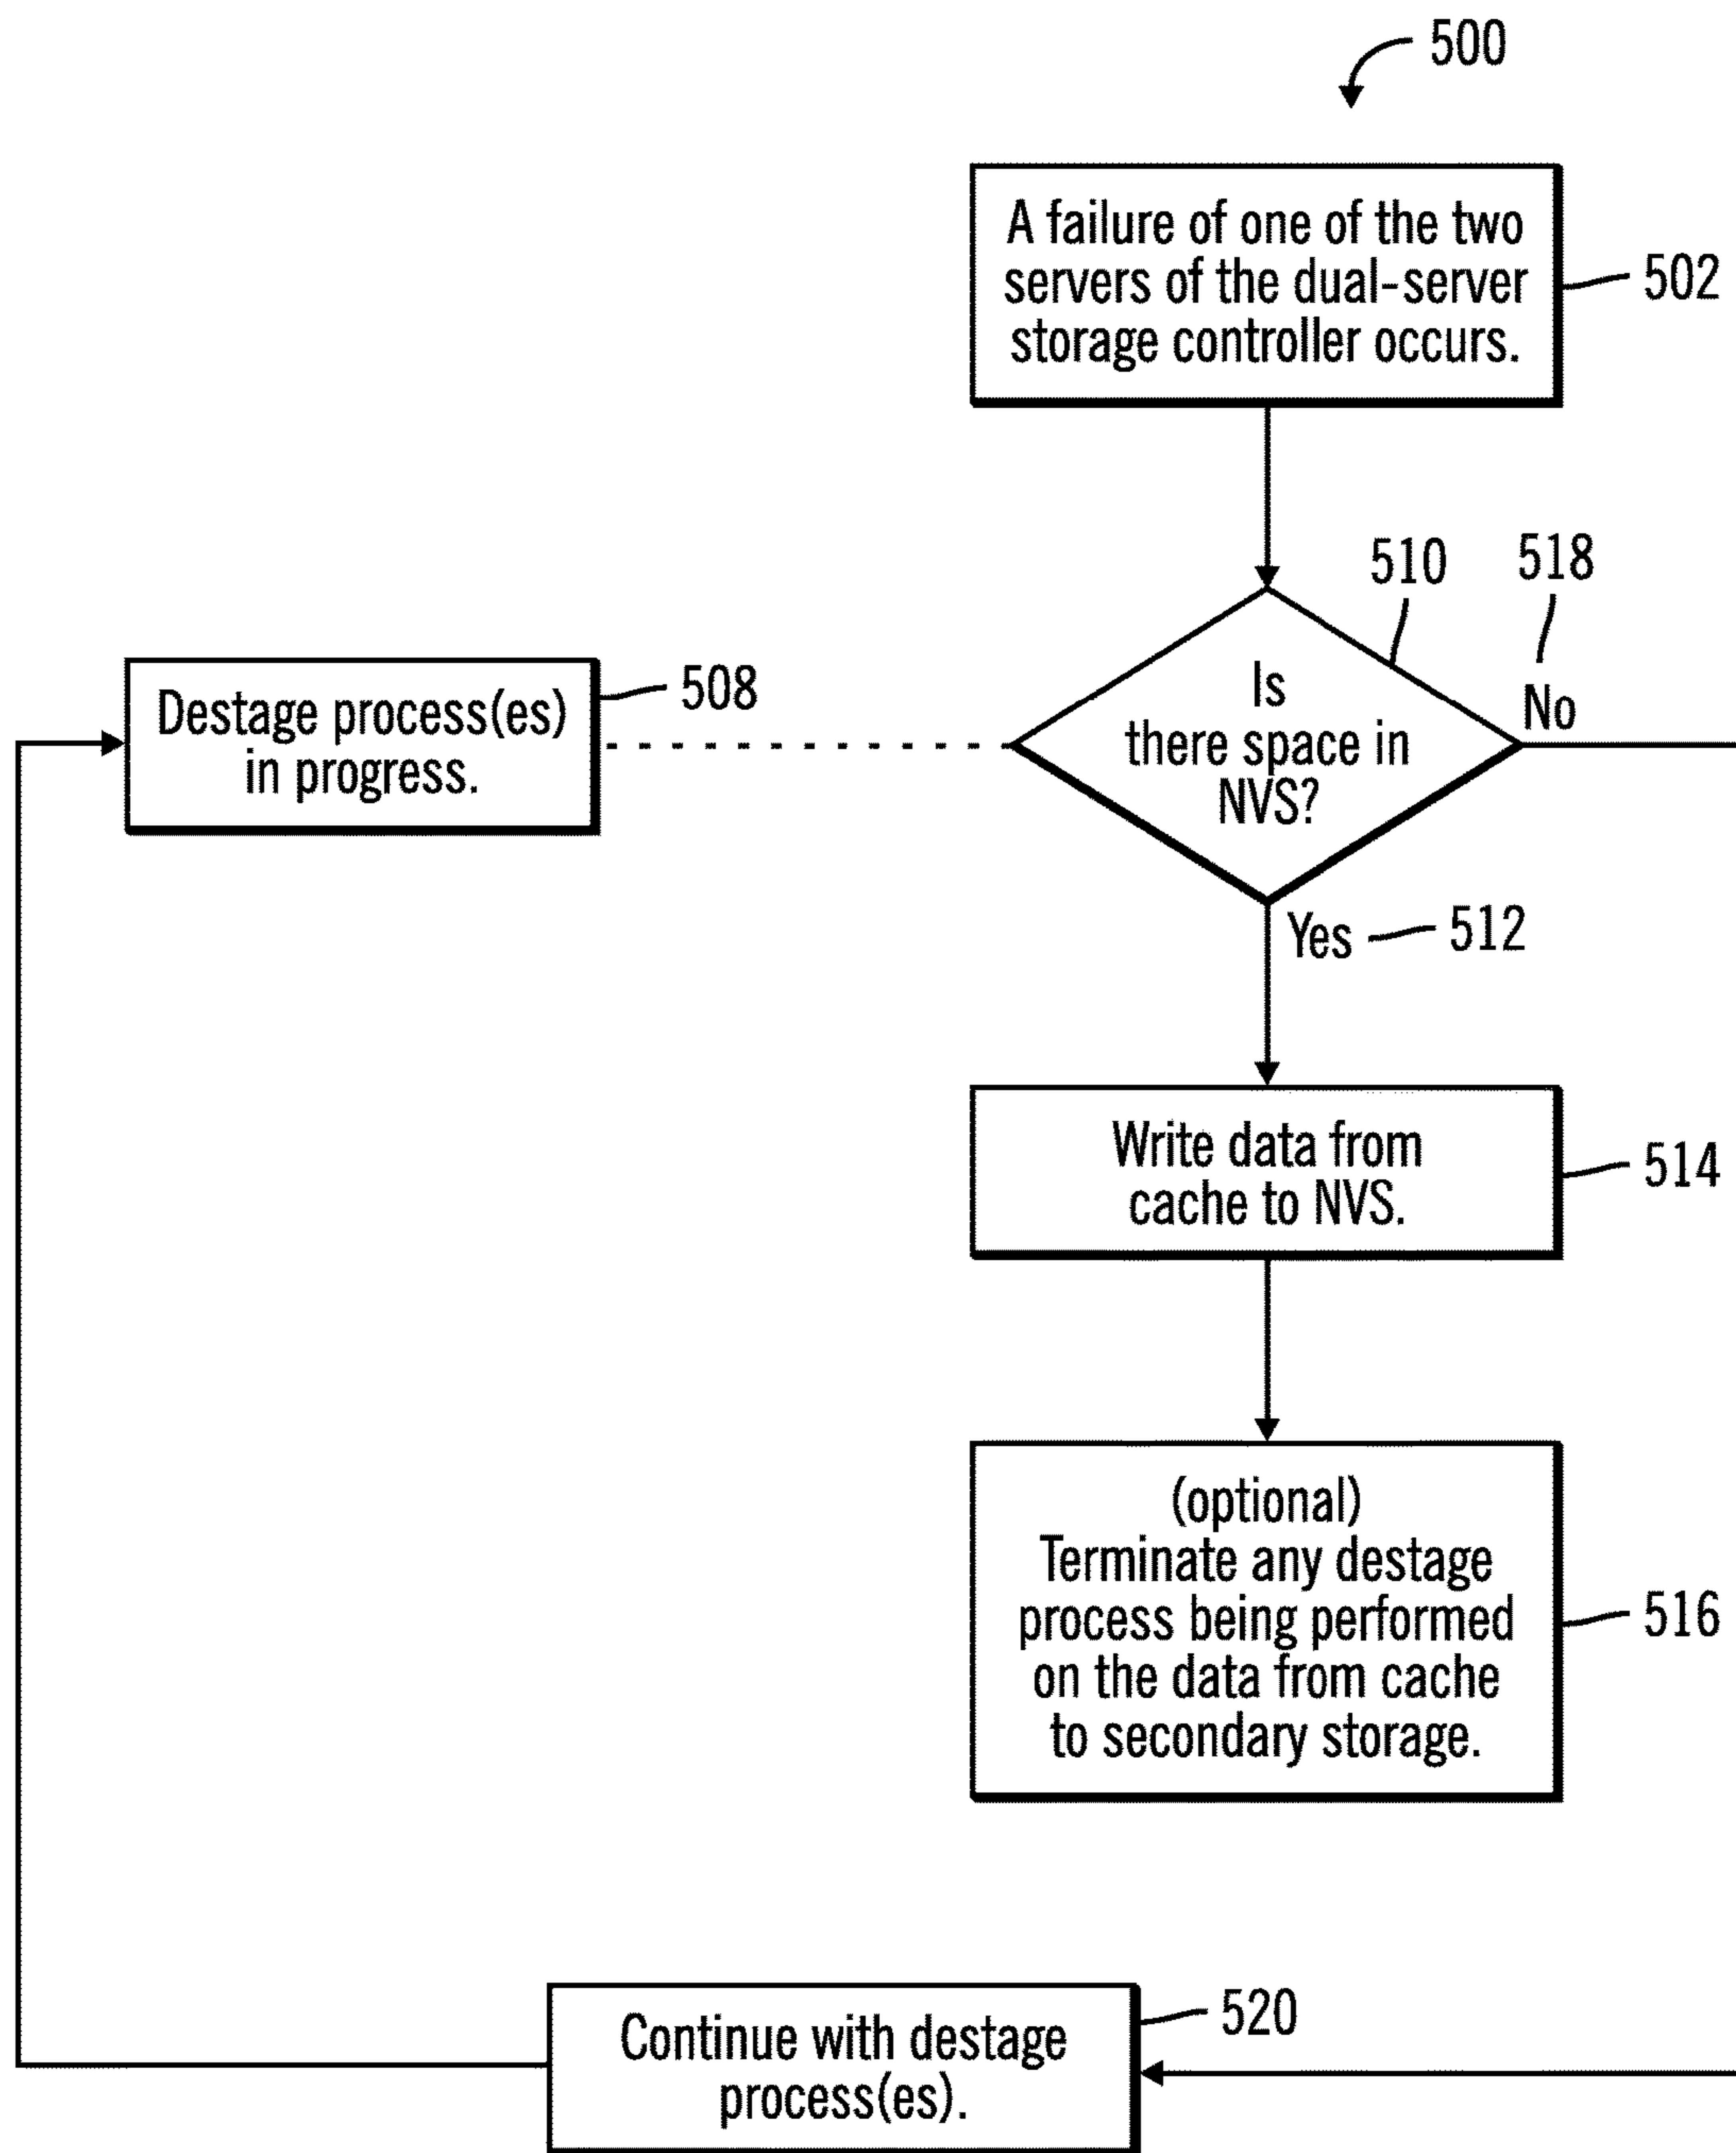 500
A failure of one of the two
servers of the dual-server
storage controller occurs.
502
510
518
Is
there space in
NVS?
No
Destage process(es)
in progress.
508
Yes
512
Write data from
cache to NVS.
514
(optional)
Terminate any destage
process being performed
on the data from cache
to secondary storage.
516
Continue with destage
process(es).
520